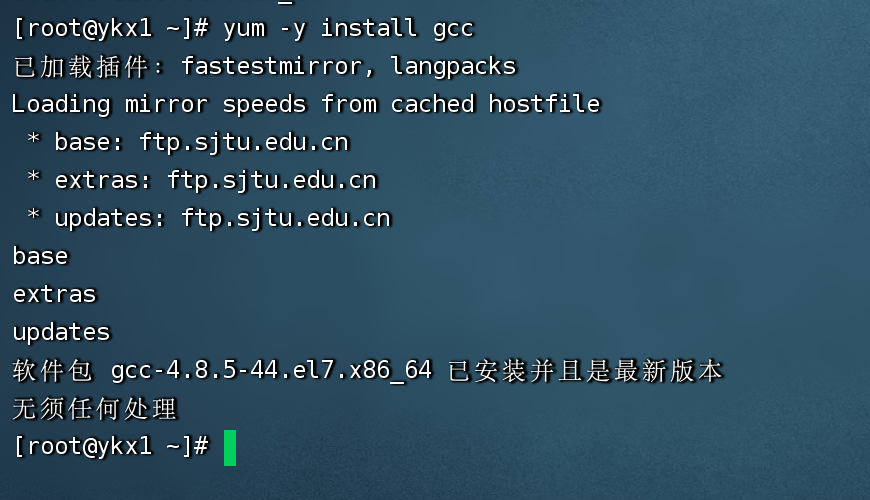 [root@ykx1 ~]# yum -y install gcc
已加载插件：fastestmirror, langpacks
Loading mirror speeds from cached hostfile
 * base: ftp.sjtu.edu.cn
 * extras: ftp.sjtu.edu.cn
 * updates: ftp.sjtu.edu.cn
base
extras
updates
软件包 gcc-4.8.5-44.el7.x86_64 已安装并且是最新版本
无须任何处理
[root@ykx1 ~]#